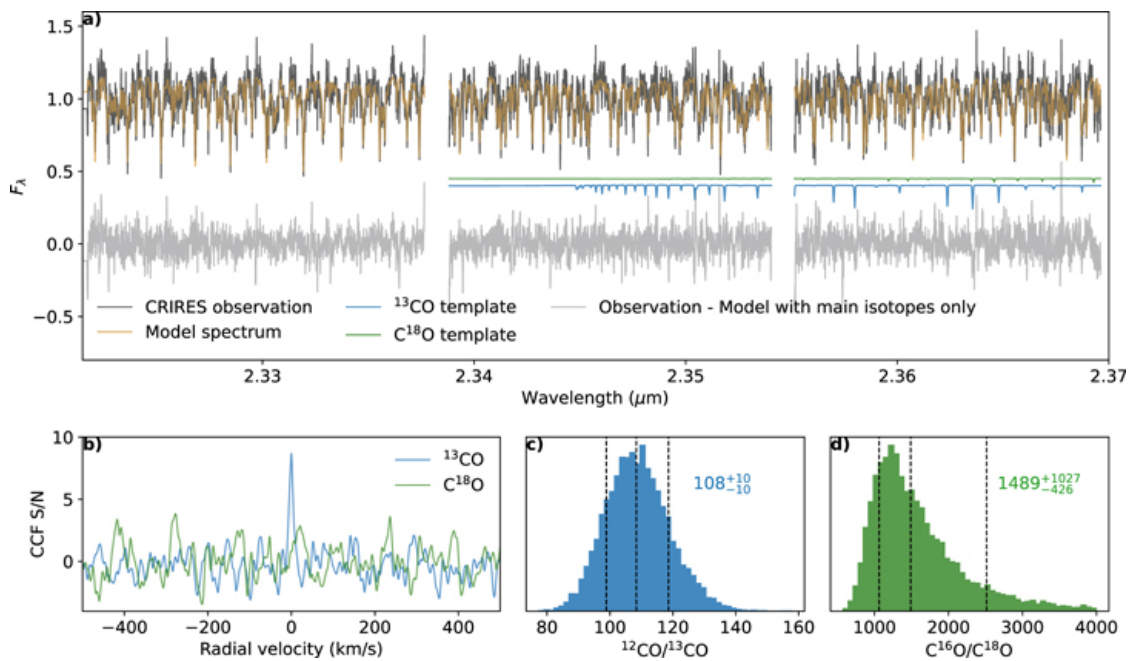 a)
1.5
1.0
0.5
0.0
−0.5
F_λ
CRIRES observation
Model spectrum
¹³CO template
C¹⁸O template
Observation - Model with main isotopes only
2.33 2.34 2.35 2.36 2.37
Wavelength (μm)
b)
10
5
0
CCF S/N
¹³CO
C¹⁸O
−400 −200 0 200 400
Radial velocity (km/s)
c)
108⁺¹⁰₋₁₀
80 100 120 140 160
¹²CO/¹³CO
d)
1489⁺¹⁰²⁷₋₄₂₆
1000 2000 3000 4000
C¹⁶O/C¹⁸O